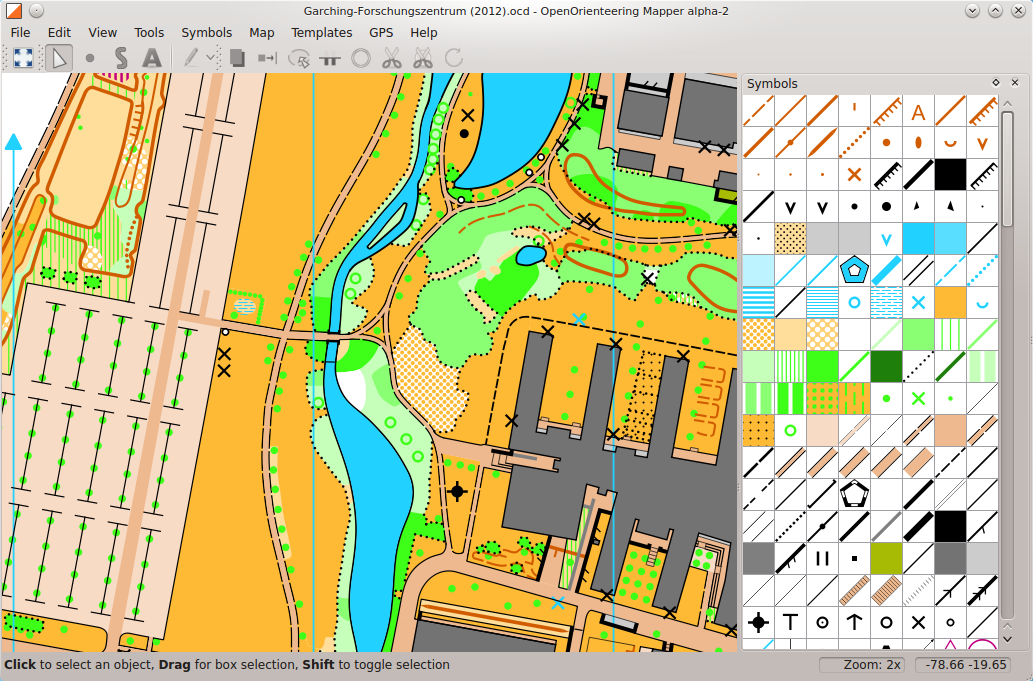 Garching-Forschungszentrum (2012).ocd - OpenOrienteering Mapper alpha-2
File Edit View Tools Symbols Map Templates GPS Help
Symbols
Click to select an object, Drag for box selection, Shift to toggle selection
Zoom: 2x
-78.66 -19.65